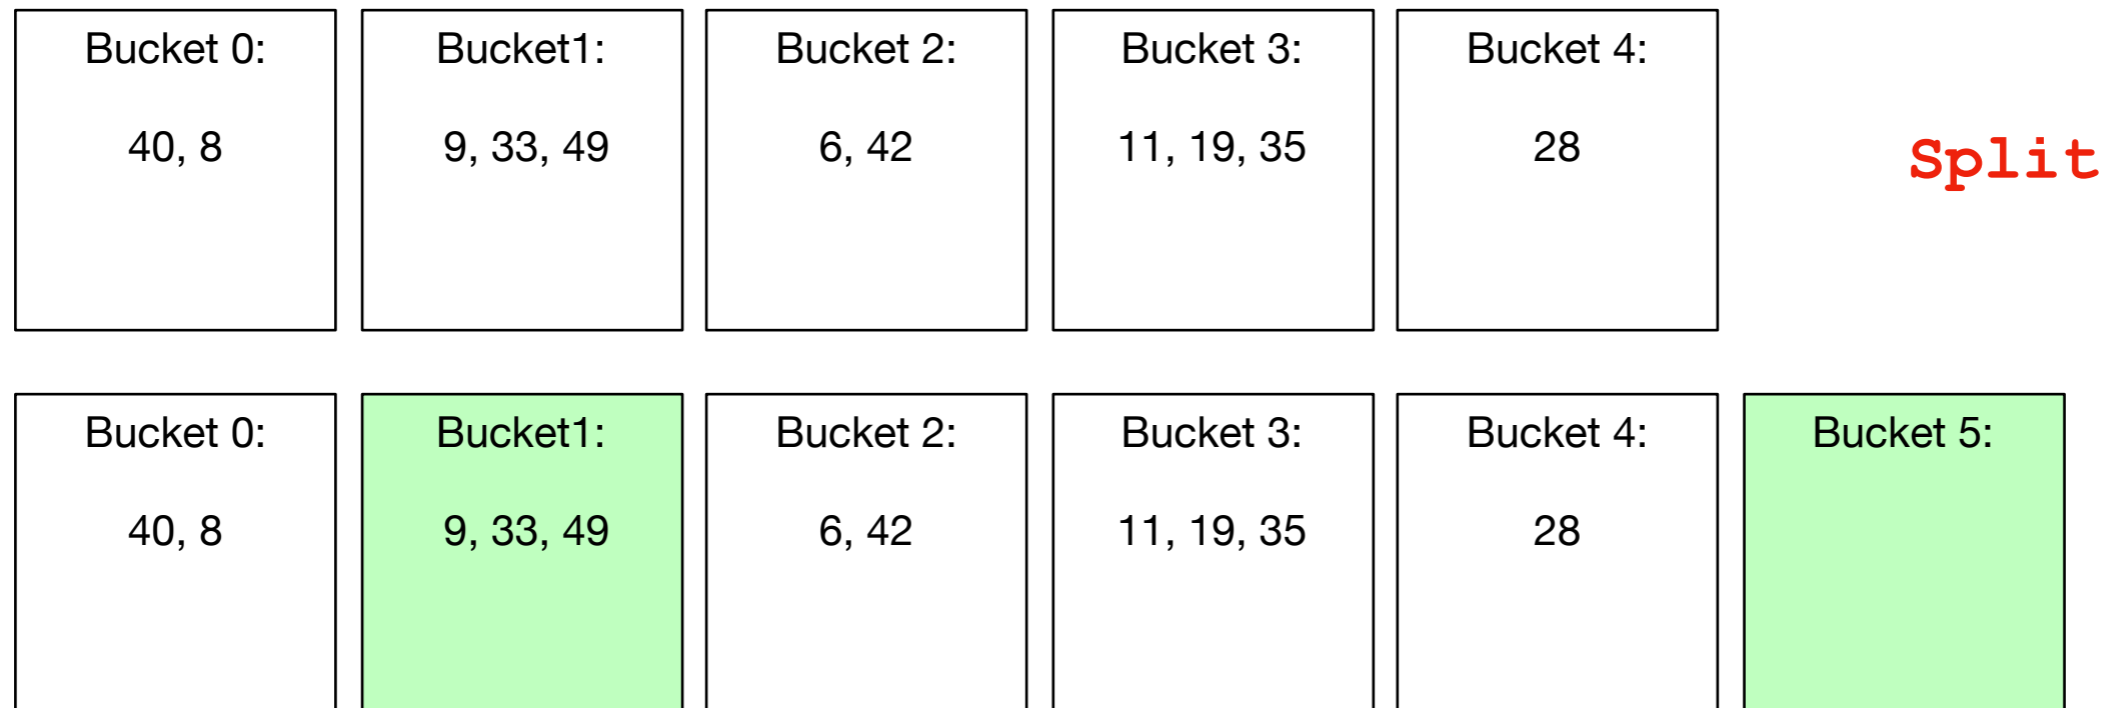 Bucket 0:
Bucket1:
Bucket 2:
Bucket 3:
Bucket 4:
40, 8
9, 33, 49
6, 42
11, 19, 35
28
Split
Bucket 0:
Bucket1:
Bucket 2:
Bucket 3:
Bucket 4:
Bucket 5:
40, 8
9, 33, 49
6, 42
11, 19, 35
28